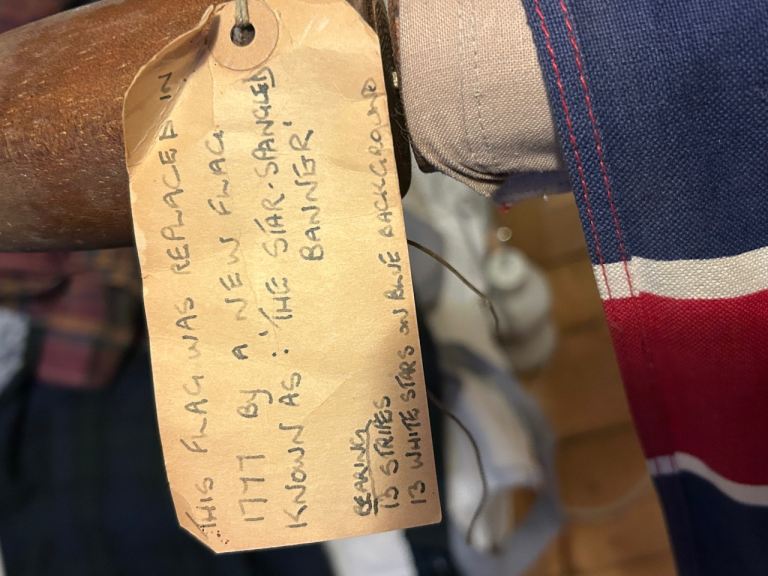 THIS FLAG WAS REPLACED IN
1777 BY A NEW FLAG
KNOWN AS: 'THE STAR-SPANGLED
BANNER'
BEARING
13 STRIPES
13 WHITE STARS ON BLUE BACKGROUND